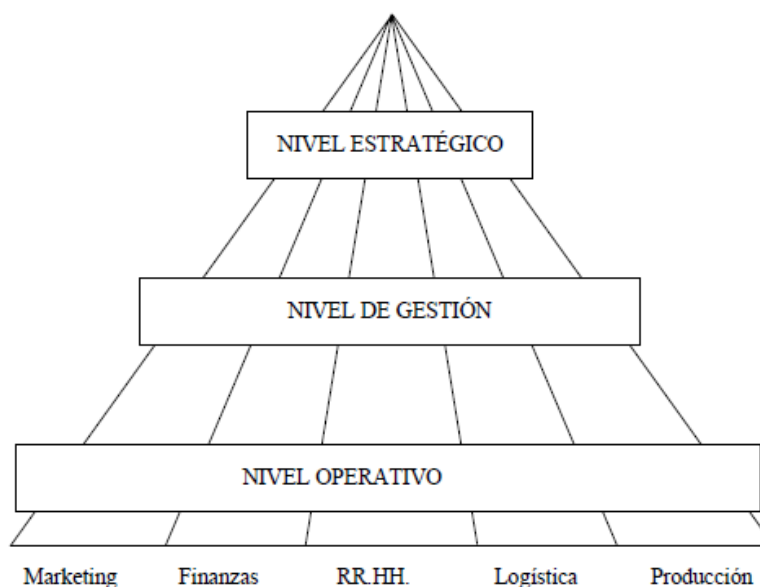 NIVEL ESTRATÉGICO
NIVEL DE GESTIÓN
NIVEL OPERATIVO
Marketing Finanzas RR.HH. Logística Producción